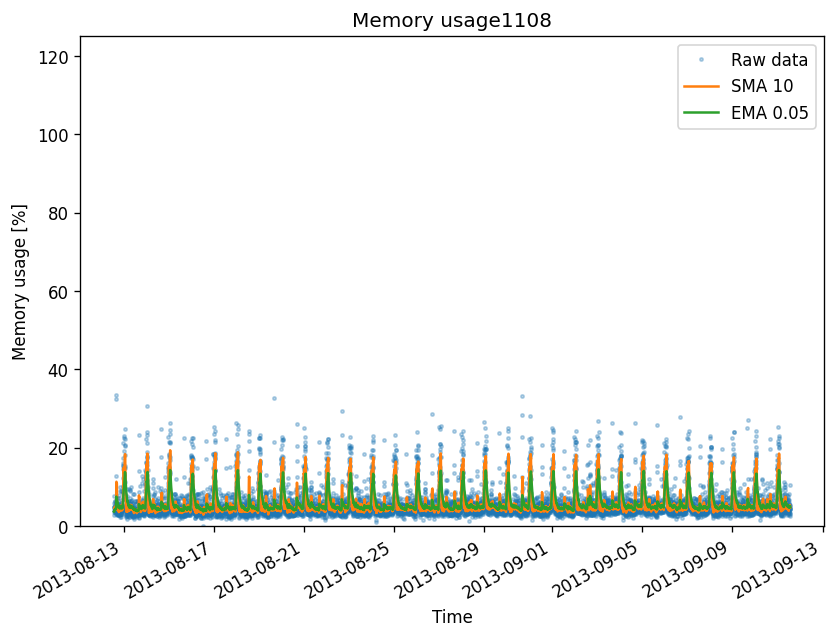 Memory usage1108
Raw data
SMA 10
EMA 0.05
Memory usage [%]
120
100
80
60
40
20
0
2013-08-13
2013-08-17
2013-08-21
2013-08-25
2013-08-29
2013-09-01
2013-09-05
2013-09-09
2013-09-13
Time